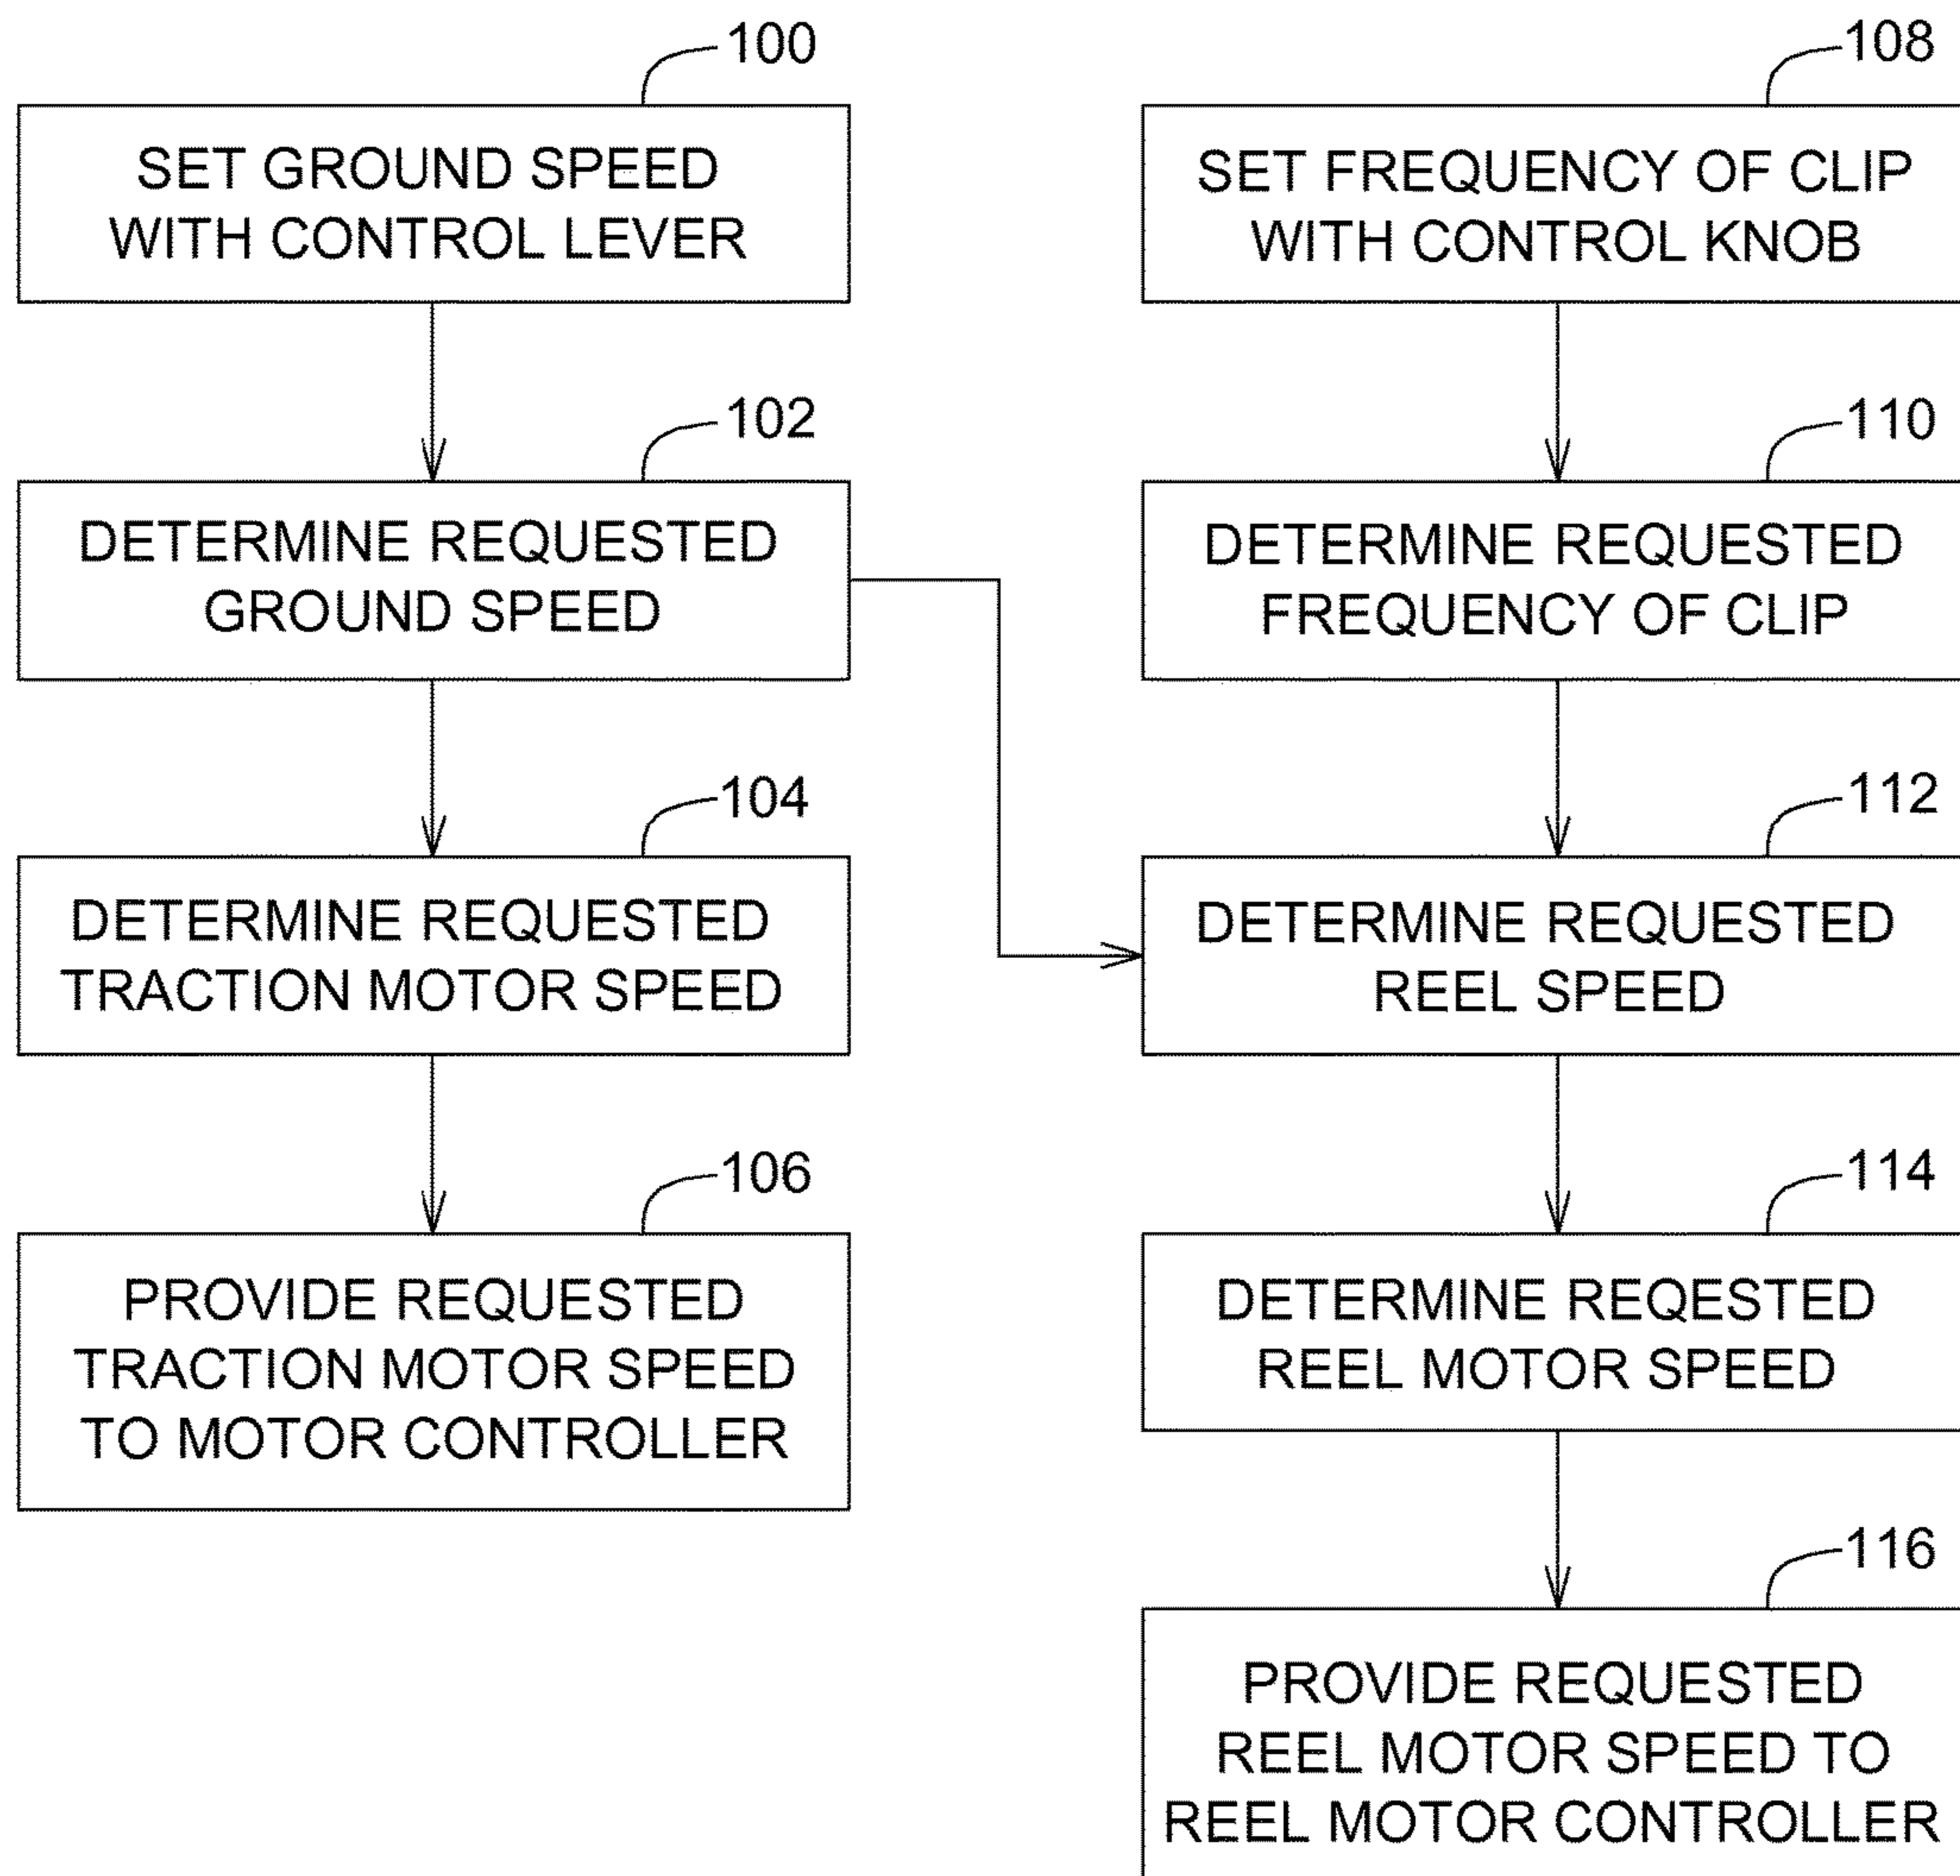 100
SET GROUND SPEED
WITH CONTROL LEVER
102
DETERMINE REQUESTED
GROUND SPEED
104
DETERMINE REQUESTED
TRACTION MOTOR SPEED
106
PROVIDE REQUESTED
TRACTION MOTOR SPEED
TO MOTOR CONTROLLER
108
SET FREQUENCY OF CLIP
WITH CONTROL KNOB
110
DETERMINE REQUESTED
FREQUENCY OF CLIP
112
DETERMINE REQUESTED
REEL SPEED
114
DETERMINE REQESTED
REEL MOTOR SPEED
116
PROVIDE REQUESTED
REEL MOTOR SPEED TO
REEL MOTOR CONTROLLER